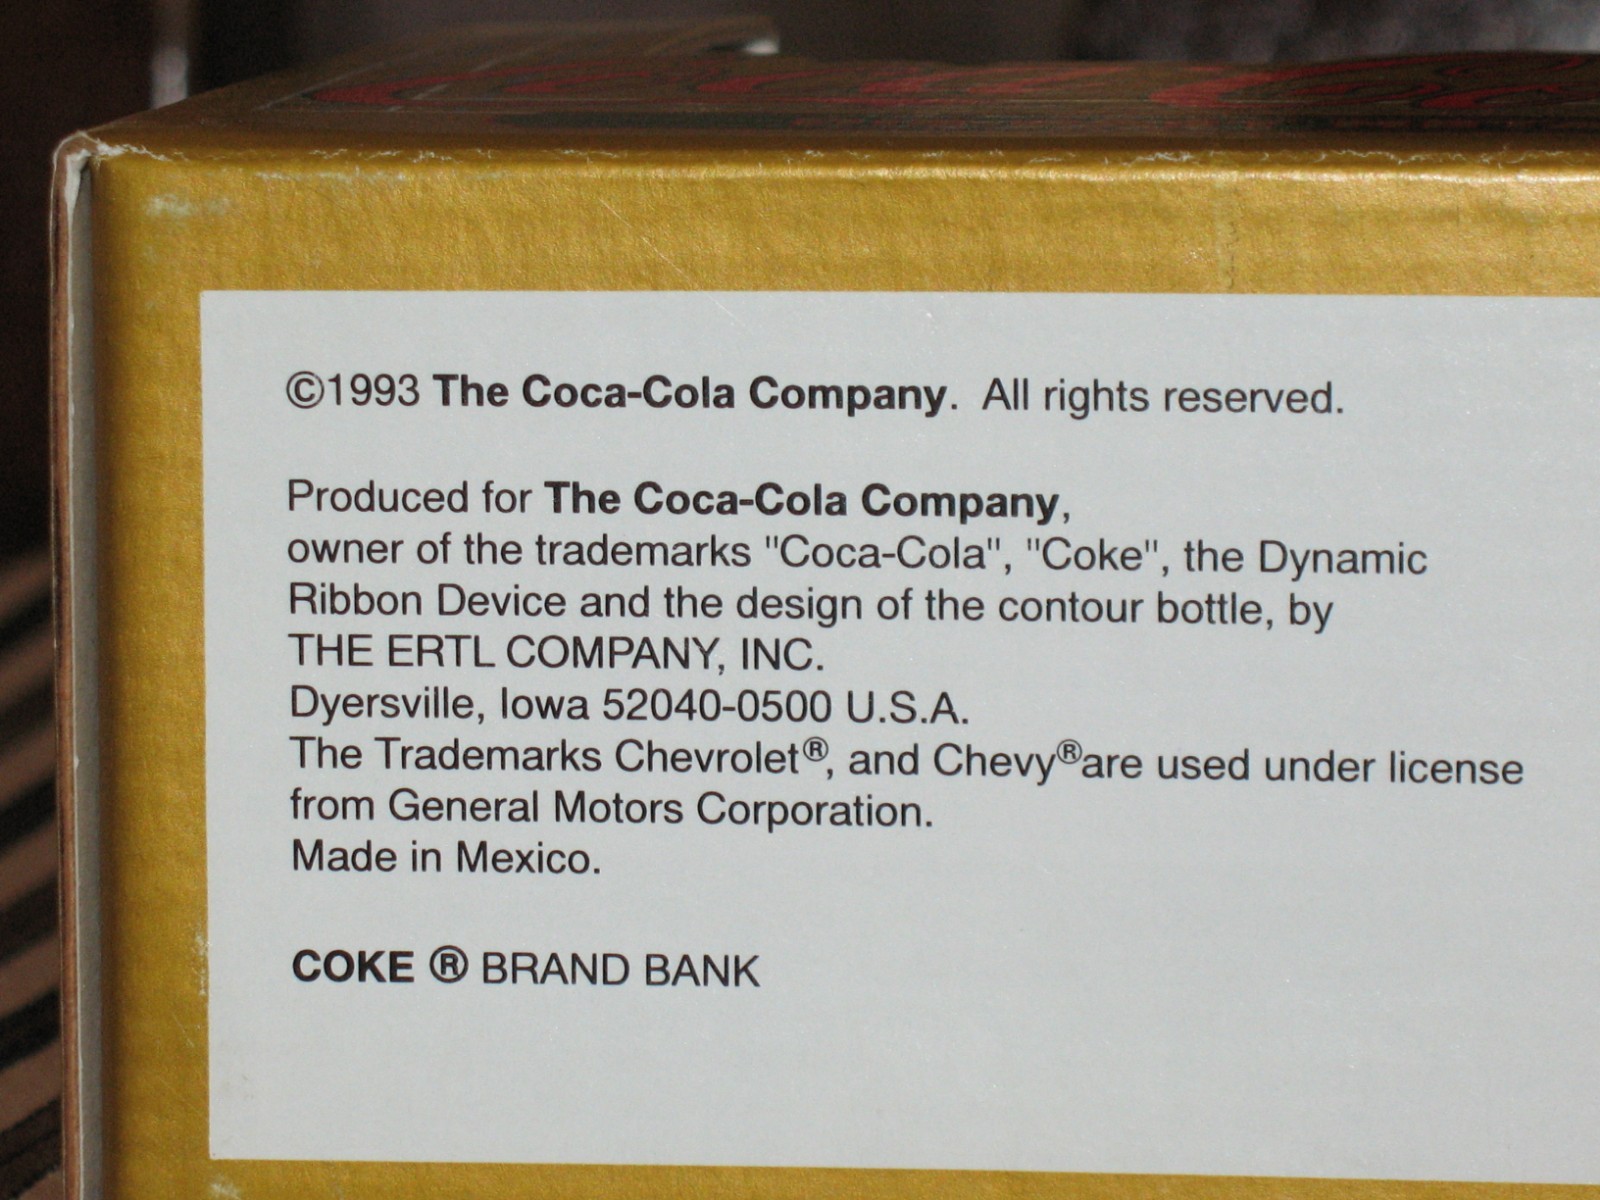 ©1993 The Coca-Cola Company. All rights reserved.
Produced for The Coca-Cola Company,
owner of the trademarks "Coca-Cola", "Coke", the Dynamic
Ribbon Device and the design of the contour bottle, by
THE ERTL COMPANY, INC.
Dyersville, Iowa 52040-0500 U.S.A.
The Trademarks Chevrolet®, and Chevy®are used under license
from General Motors Corporation.
Made in Mexico.
COKE ® BRAND BANK